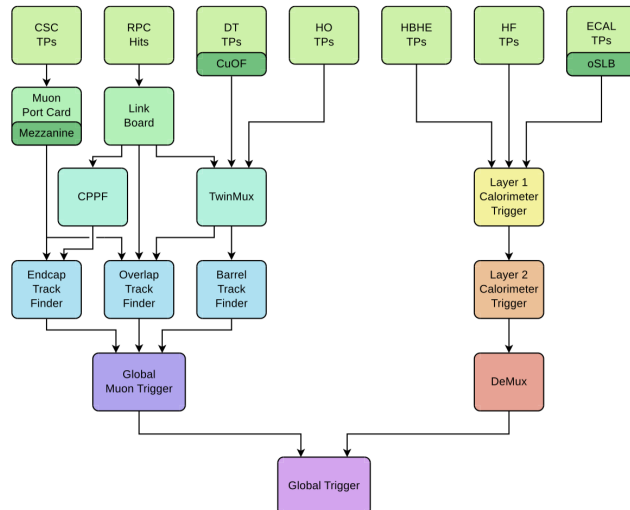 CSC
TPs
RPC
Hits
DT
TPs
CuOF
HO
TPs
HBHE
TPs
HF
TPs
ECAL
TPs
oSLB
Muon
Port Card
Mezzanine
Link
Board
CPPF
TwinMux
Layer 1
Calorimeter
Trigger
Endcap
Track
Finder
Overlap
Track
Finder
Barrel
Track
Finder
Layer 2
Calorimeter
Trigger
Global
Muon Trigger
DeMux
Global Trigger